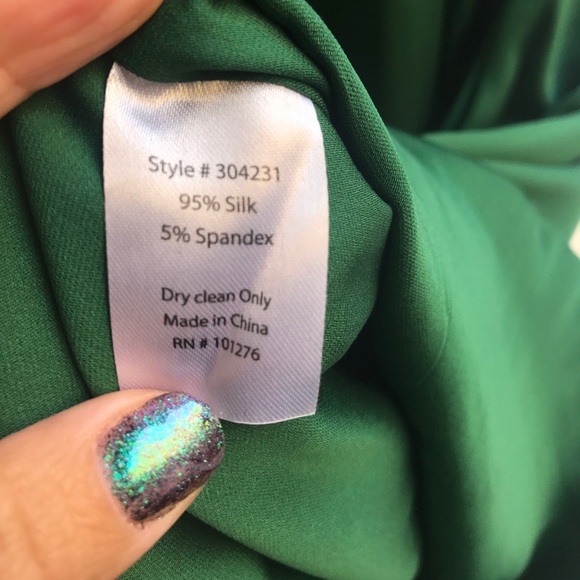 Style # 304231
95% Silk
5% Spandex
Dry clean Only
Made in China
RN # 101276